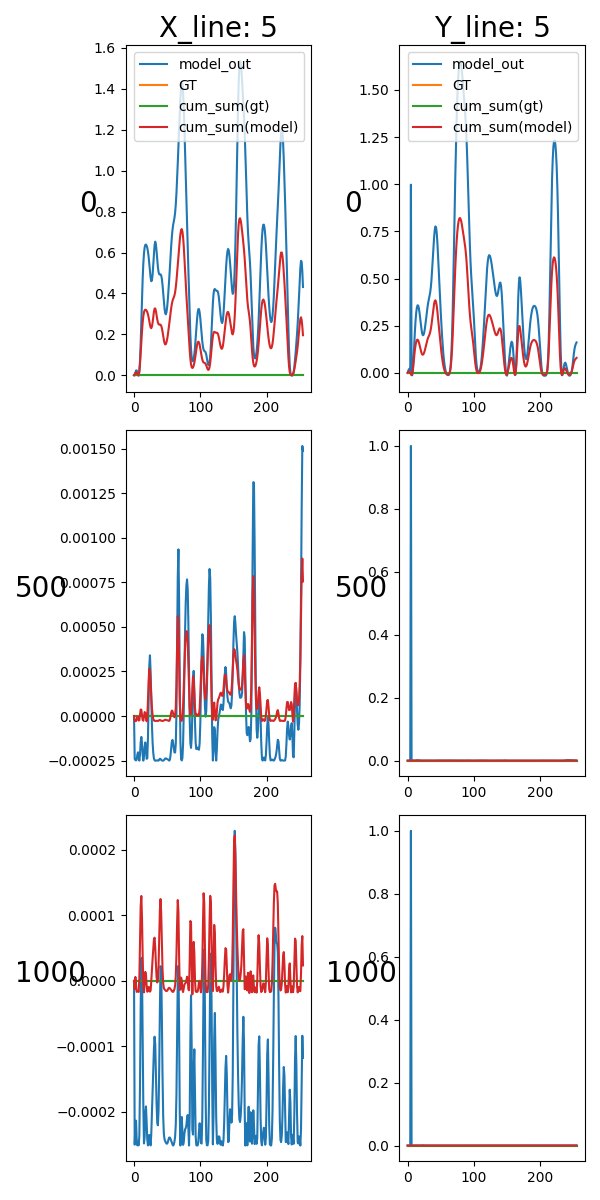 X_line: 5
Y_line: 5
model_out
GT
cum_sum(gt)
cum_sum(model)
model_out
GT
cum_sum(gt)
cum_sum(model)
0
1.6
1.4
1.2
1.0
0.8
0.6
0.4
0.2
0.0
0 100 200
0
1.50
1.25
1.00
0.75
0.50
0.25
0.00
0 100 200
500
0.00150
0.00125
0.00100
0.00075
0.00050
0.00025
0.00000
−0.00025
0 100 200
500
1.0
0.8
0.6
0.4
0.2
0.0
0 100 200
1000
0.0002
0.0001
0.0000
−0.0001
−0.0002
0 100 200
1000
1.0
0.8
0.6
0.4
0.2
0.0
0 100 200